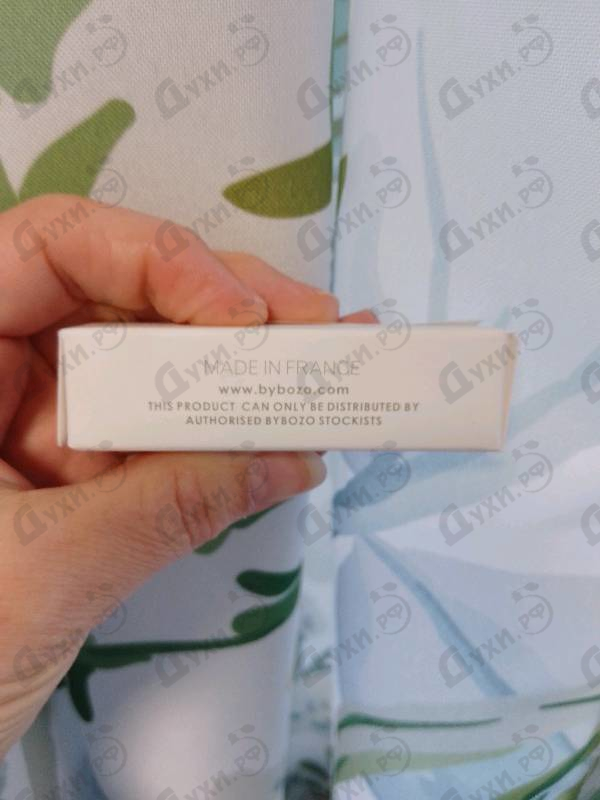 MADE IN FRANCE
www.bybozo.com
THIS PRODUCT CAN ONLY BE DISTRIBUTED BY
AUTHORISED BYBOZO STOCKISTS
Духи.рф